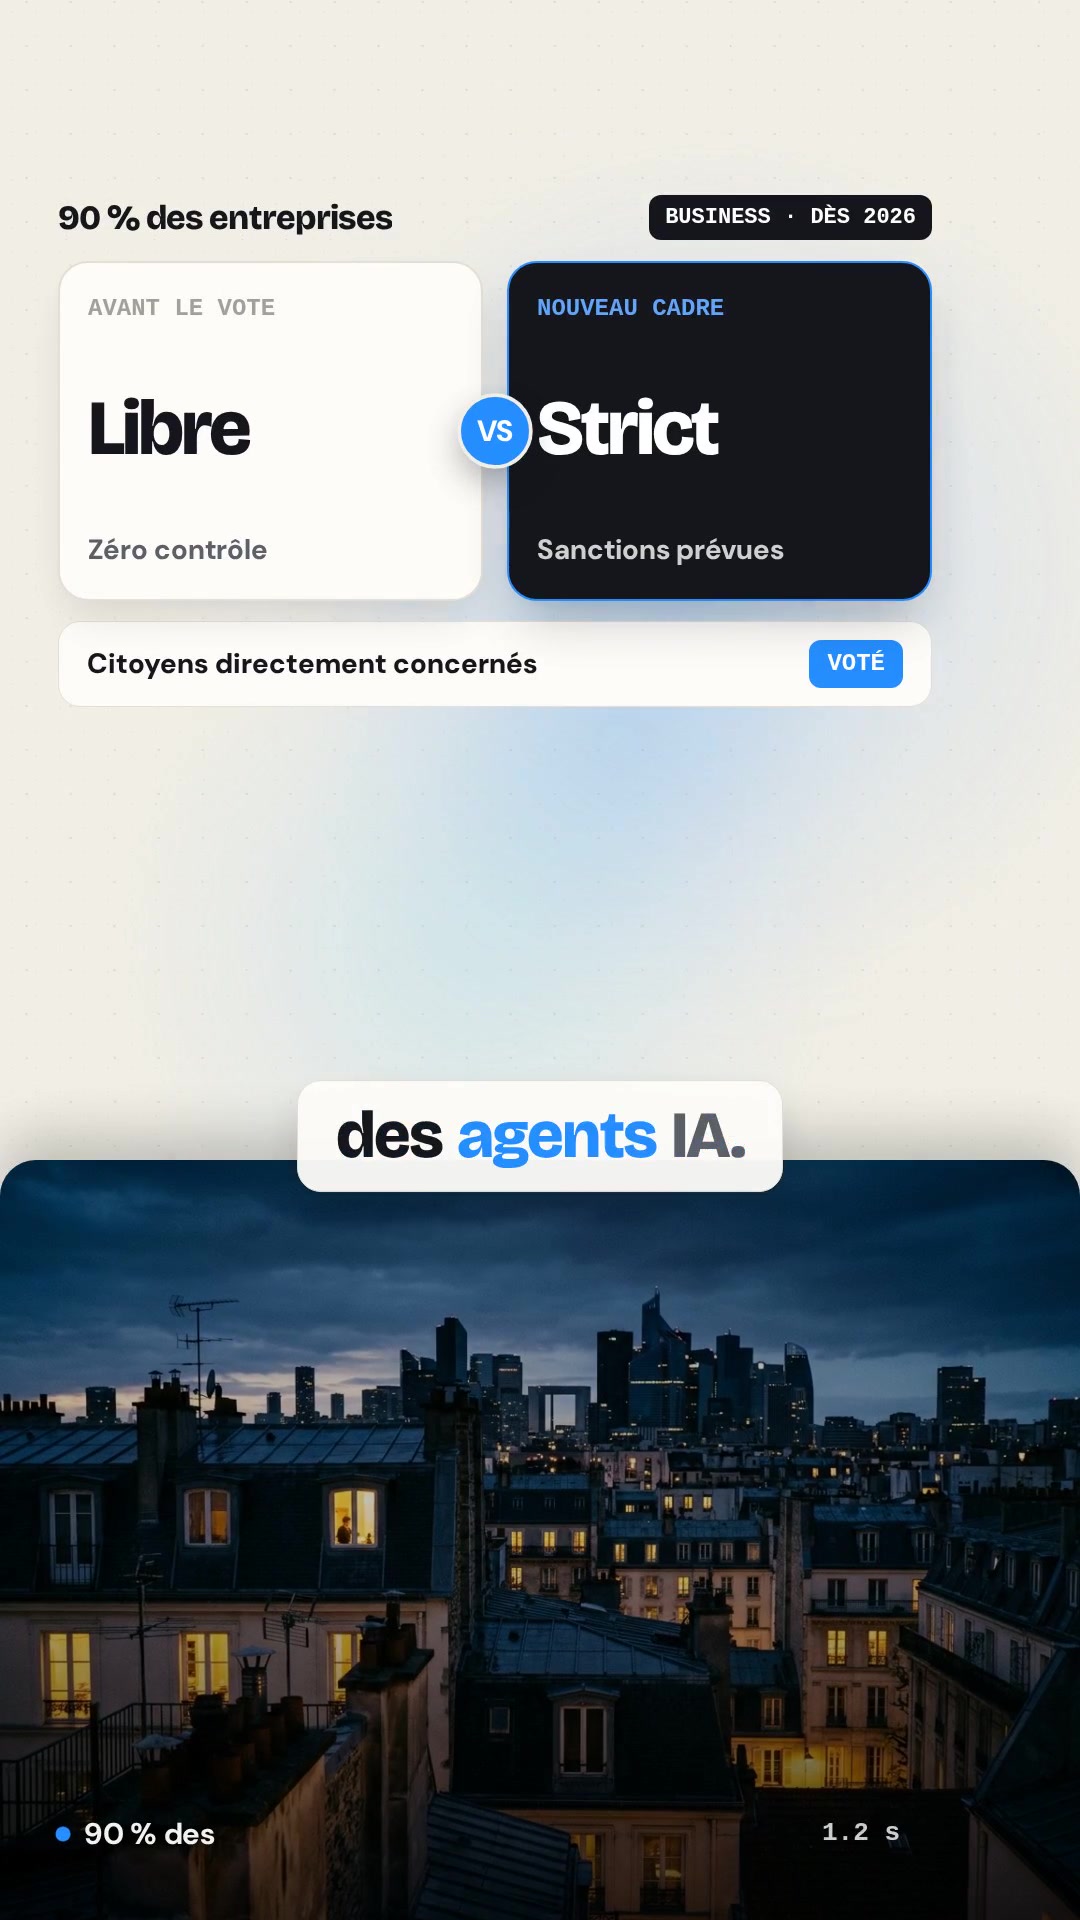 90 % des entreprises
BUSINESS · DÈS 2026
AVANT LE VOTE
NOUVEAU CADRE
Libre
VS
Strict
Zéro contrôle
Sanctions prévues
Citoyens directement concernés
VOTÉ
des agents IA.
90 % des
1.2 s